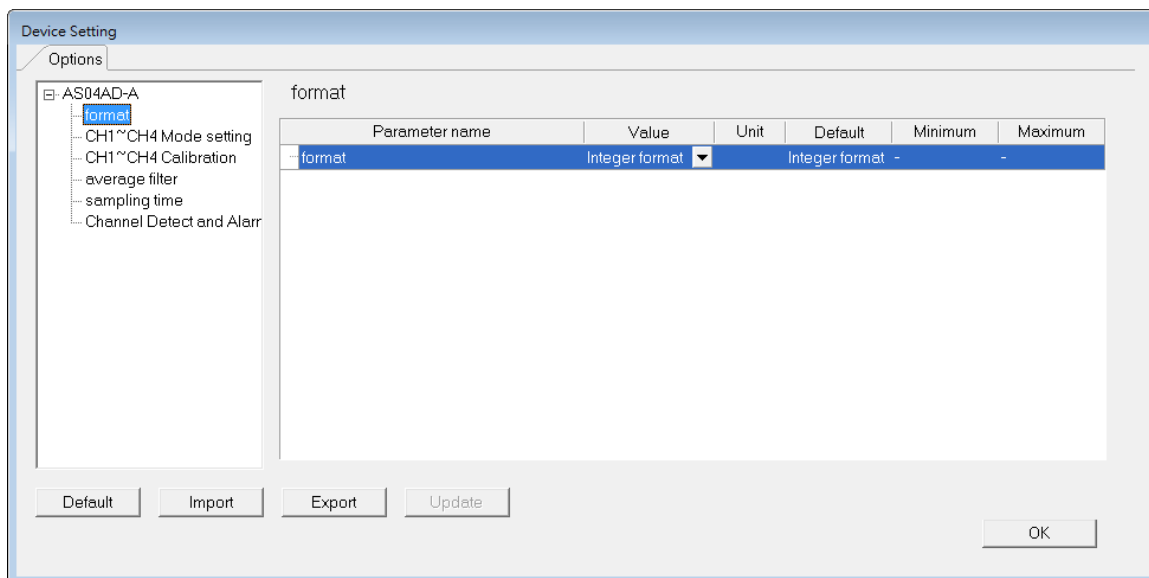 Device Setting
Options
AS04AD-A
format
CH1~CH4 Mode setting
CH1~CH4 Calibration
average filter
sampling time
Channel Detect and Alarr
format
Parameter name Value Unit Default Minimum Maximum
format Integer format Integer format - -
Default Import Export Update
OK